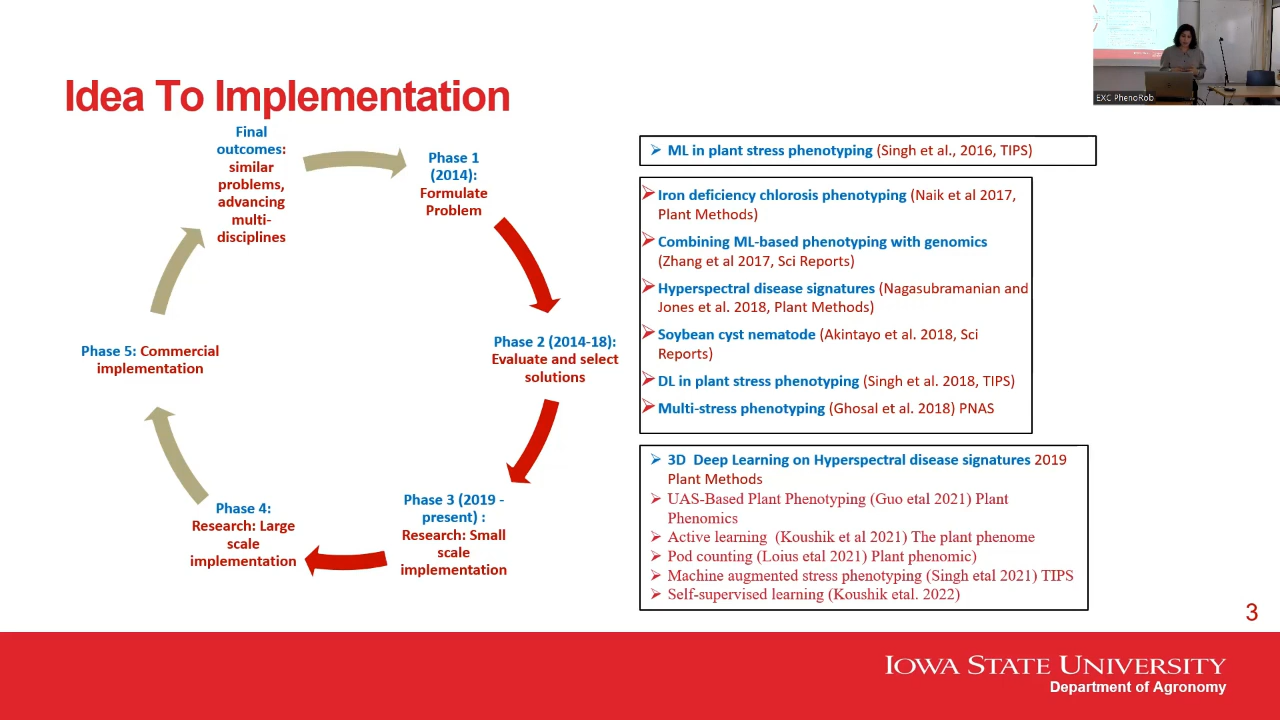 Idea To Implementation
Final
outcomes:
similar
problems,
advancing
multi-
disciplines
Phase 1
(2014):
Formulate
Problem
Phase 2 (2014-18):
Evaluate and select
solutions
Phase 3 (2019 -
present) :
Research: Small
scale
implementation
Phase 4:
Research: Large
scale
implementation
Phase 5: Commercial
implementation
➢ ML in plant stress phenotyping (Singh et al., 2016, TIPS)
➢ Iron deficiency chlorosis phenotyping (Naik et al 2017,
Plant Methods)
➢ Combining ML-based phenotyping with genomics
(Zhang et al 2017, Sci Reports)
➢ Hyperspectral disease signatures (Nagasubramanian and
Jones et al. 2018, Plant Methods)
➢ Soybean cyst nematode (Akintayo et al. 2018, Sci
Reports)
➢ DL in plant stress phenotyping (Singh et al. 2018, TIPS)
➢ Multi-stress phenotyping (Ghosal et al. 2018) PNAS
➢ 3D Deep Learning on Hyperspectral disease signatures 2019
Plant Methods
➢ UAS-Based Plant Phenotyping (Guo etal 2021) Plant
Phenomics
➢ Active learning (Koushik et al 2021) The plant phenome
➢ Pod counting (Loius etal 2021) Plant phenomic)
➢ Machine augmented stress phenotyping (Singh etal 2021) TIPS
➢ Self-supervised learning (Koushik etal. 2022)
EXC PhenoRob
3
IOWA STATE UNIVERSITY
Department of Agronomy